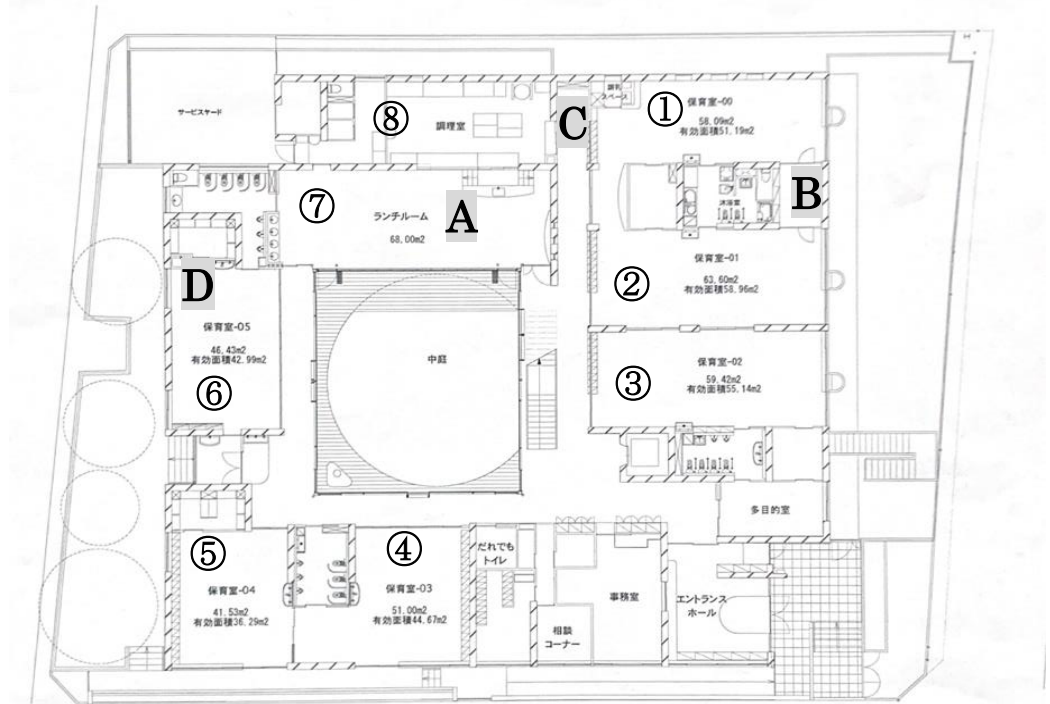 サービスヤード
⑧
調理室
C
調乳
スペース
①
保育室-00
58.09m2
有効面積51.19m2
⑦
ランチルーム
68.00m2
A
沐浴室
B
D
保育室-05
46.43m2
有効面積42.99m2
⑥
中庭
②
保育室-01
63.60m2
有効面積58.96m2
③
保育室-02
59.42m2
有効面積55.14m2
多目的室
⑤
保育室-04
41.53m2
有効面積36.29m2
④
保育室-03
51.00m2
有効面積44.67m2
だれでも
トイレ
相談
コーナー
事務室
エントランス
ホール